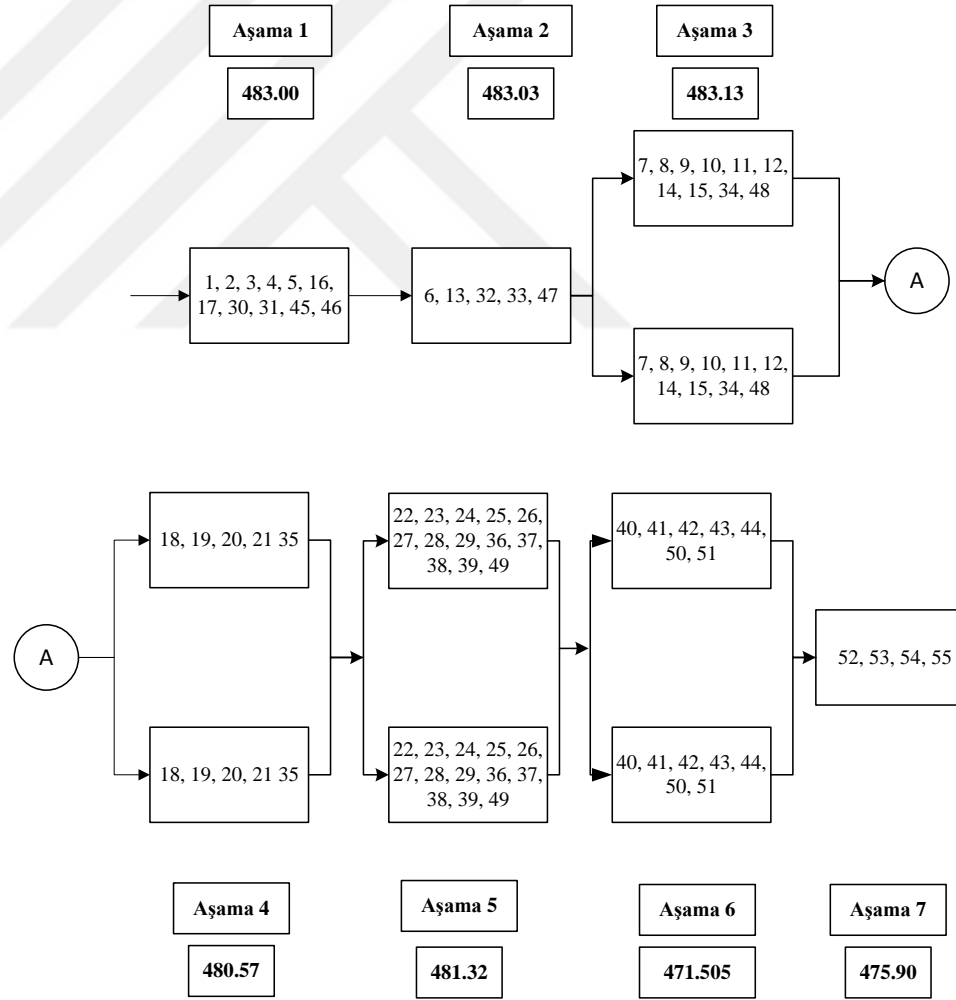 Aşama 1
Aşama 2
Aşama 3
483.00
483.03
483.13
7, 8, 9, 10, 11, 12,
14, 15, 34, 48
1, 2, 3, 4, 5, 16,
17, 30, 31, 45, 46
6, 13, 32, 33, 47
A
7, 8, 9, 10, 11, 12,
14, 15, 34, 48
18, 19, 20, 21 35
22, 23, 24, 25, 26,
27, 28, 29, 36, 37,
38, 39, 49
40, 41, 42, 43, 44,
50, 51
A
52, 53, 54, 55
18, 19, 20, 21 35
22, 23, 24, 25, 26,
27, 28, 29, 36, 37,
38, 39, 49
40, 41, 42, 43, 44,
50, 51
Aşama 4
Aşama 5
Aşama 6
Aşama 7
480.57
481.32
471.505
475.90